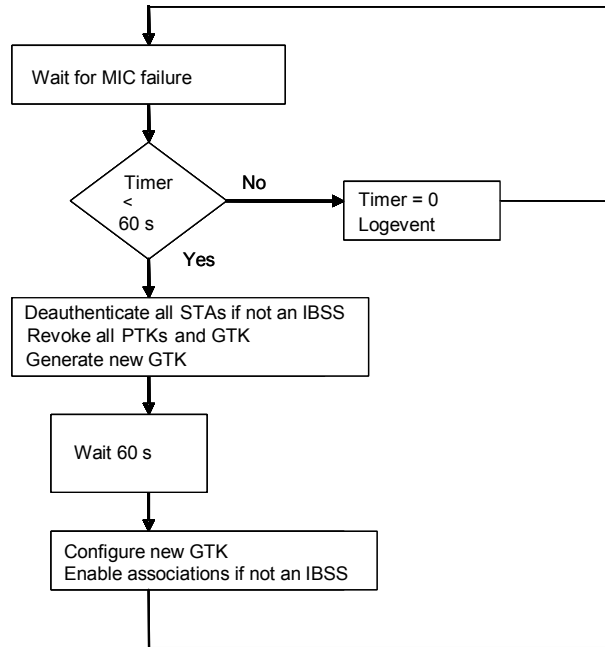 Wait for MIC failure
Timer
<
60 s
No
Timer = 0
Logevent
Yes
Deauthenticate all STAs if not an IBSS
Revoke all PTKs and GTK
Generate new GTK
Wait 60 s
Configure new GTK
Enable associations if not an IBSS